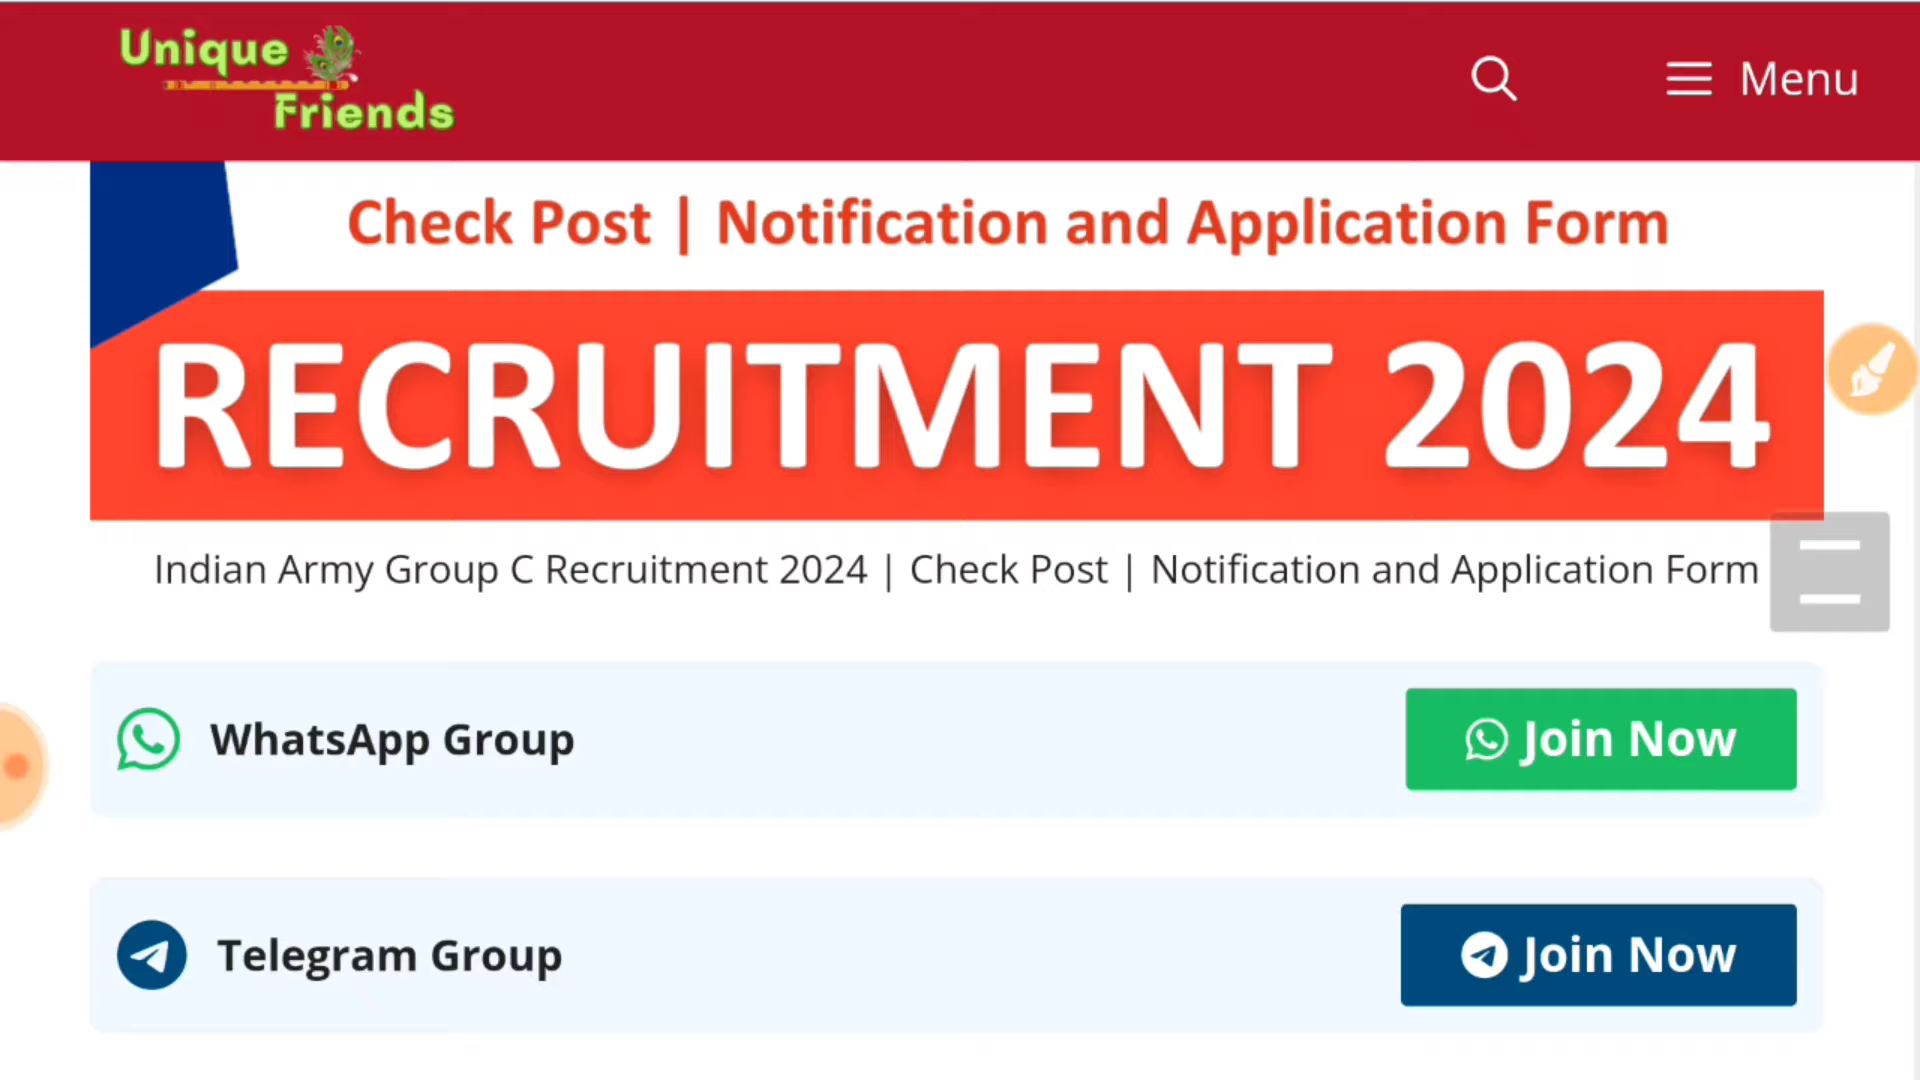 Unique
Friends
Menu
Check Post | Notification and Application Form
RECRUITMENT 2024
Indian Army Group C Recruitment 2024 | Check Post | Notification and Application Form
WhatsApp Group
Join Now
Telegram Group
Join Now